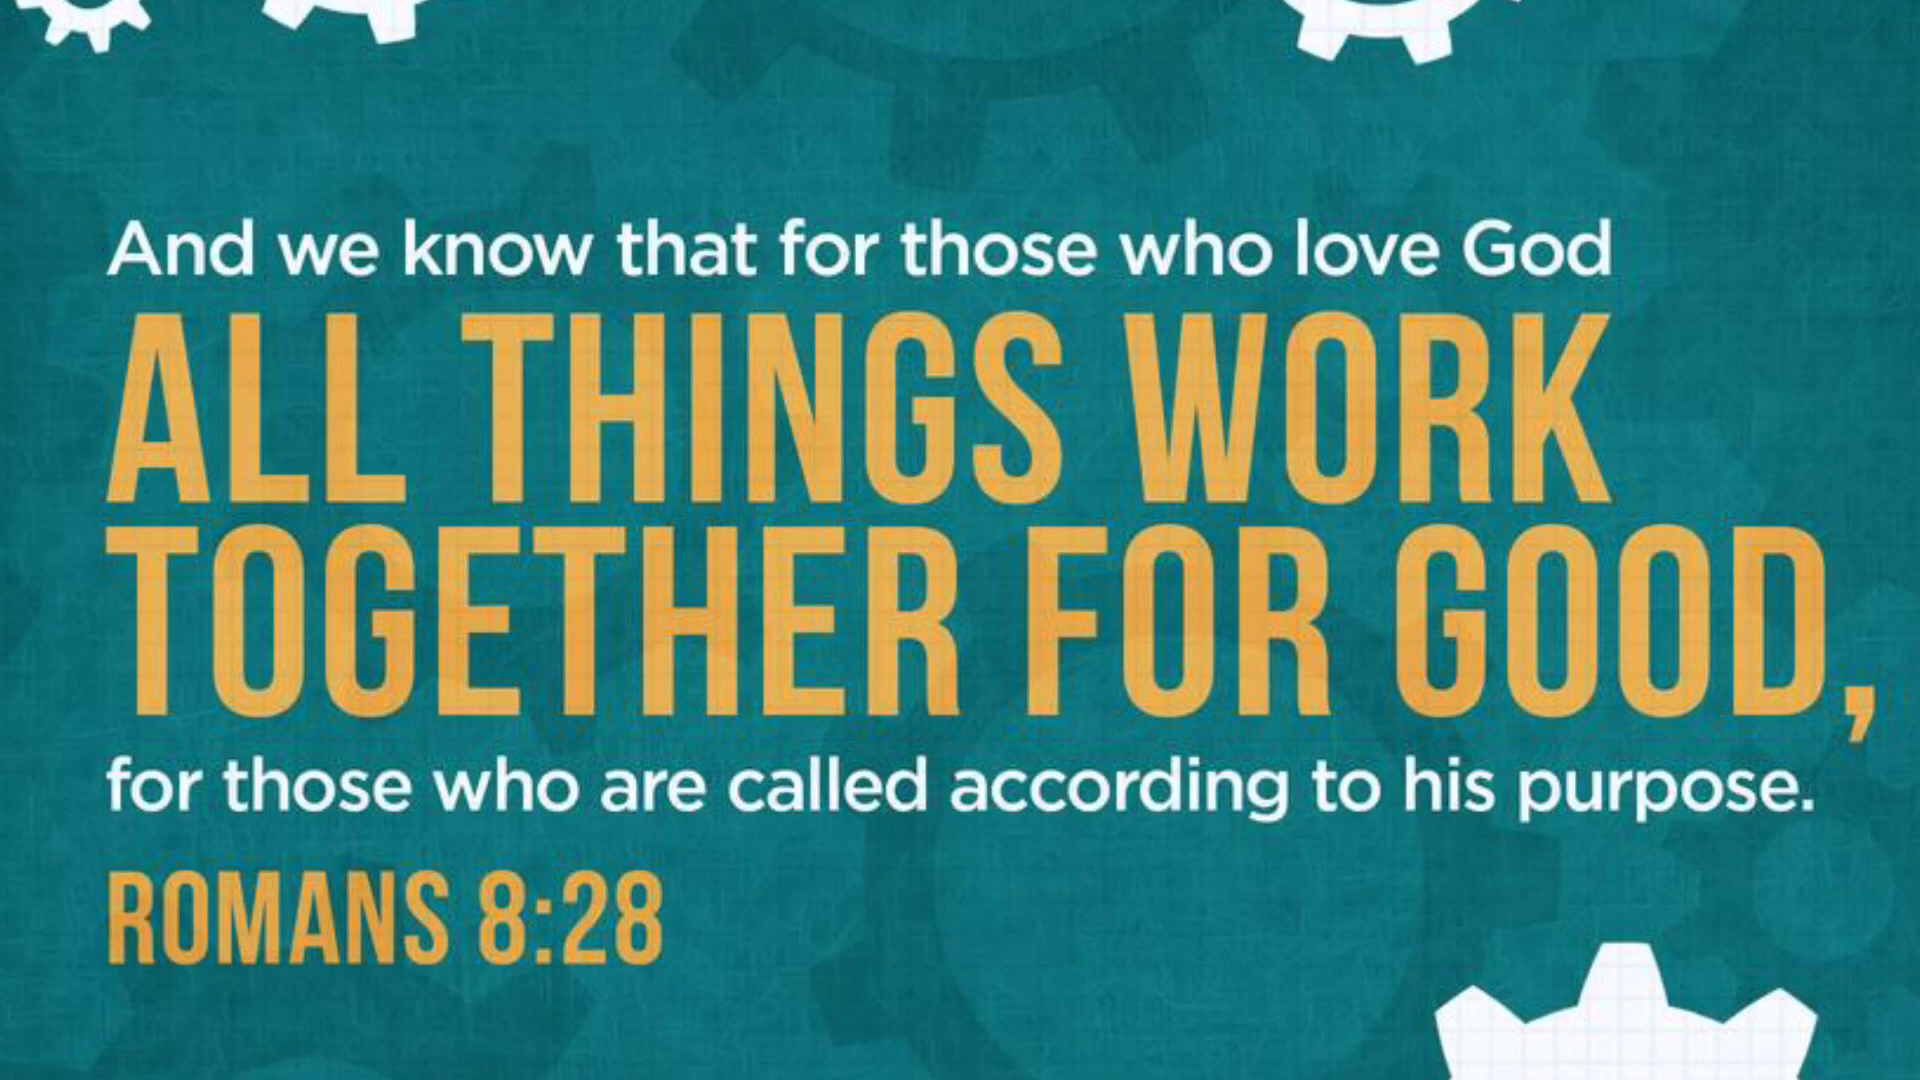 And we know that for those who love God
ALL THINGS WORK
TOGETHER FOR GOOD,
for those who are called according to his purpose.
ROMANS 8:28